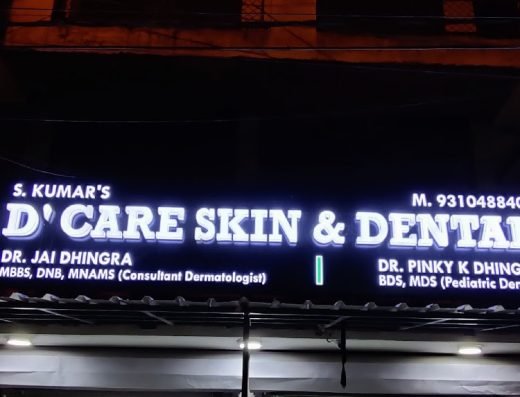 S. KUMAR'S
M. 931048840
D'CARE SKIN & DENTAL
DR. JAI DHINGRA
MBBS, DNB, MNAMS (Consultant Dermatologist)
DR. PINKY K DHING
BDS, MDS (Pediatric Den